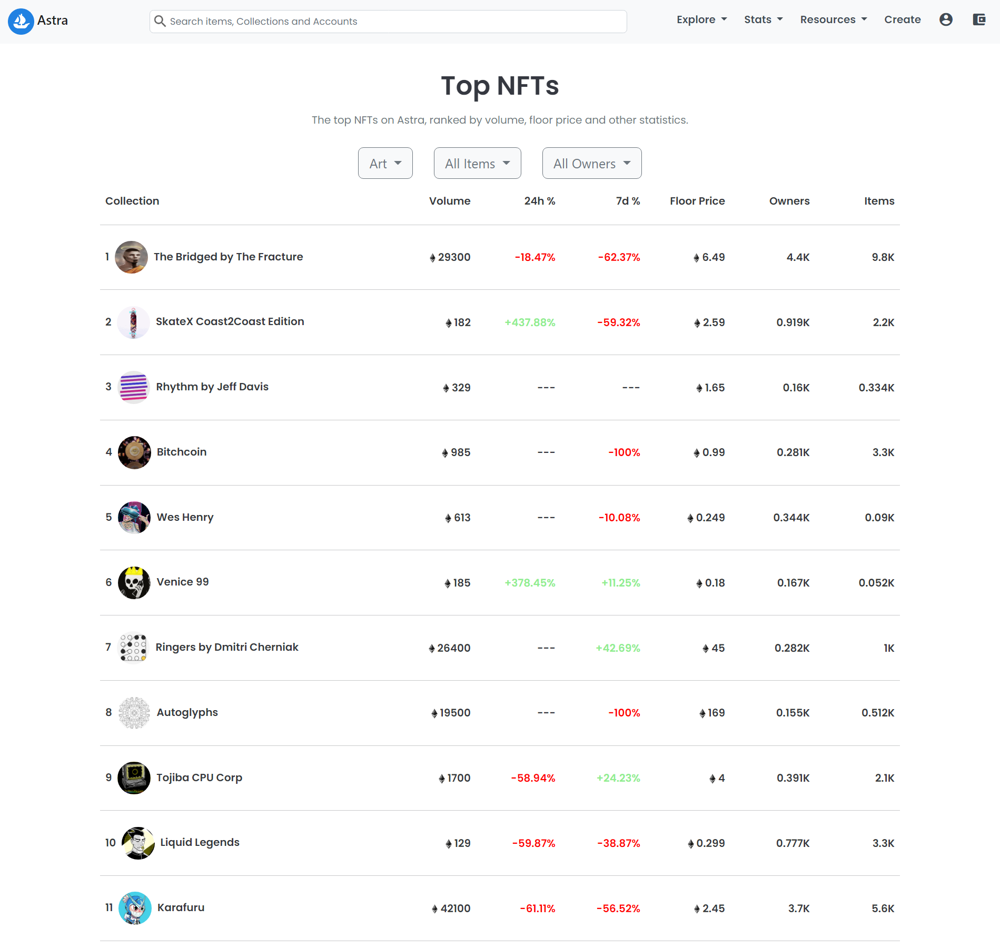 Astra
Search items, Collections and Accounts
Explore Stats Resources Create
Top NFTs
The top NFTs on Astra, ranked by volume, floor price and other statistics.
Art All Items All Owners
Collection Volume 24h % 7d % Floor Price Owners Items
1 The Bridged by The Fracture 29300 -18.47% -62.37% 6.49 4.4K 9.8K
2 SkateX Coast2Coast Edition 182 +437.88% -59.32% 2.59 0.919K 2.2K
3 Rhythm by Jeff Davis 329 --- --- 1.65 0.16K 0.334K
4 Bitchcoin 985 --- -100% 0.99 0.281K 3.3K
5 Wes Henry 613 --- -10.08% 0.249 0.344K 0.09K
6 Venice 99 185 +378.45% +11.25% 0.18 0.167K 0.052K
7 Ringers by Dmitri Cherniak 26400 --- +42.69% 45 0.282K 1K
8 Autoglyphs 19500 --- -100% 169 0.155K 0.512K
9 Tojiba CPU Corp 1700 -58.94% +24.23% 4 0.391K 2.1K
10 Liquid Legends 129 -59.87% -38.87% 0.299 0.777K 3.3K
11 Karafuru 42100 -61.11% -56.52% 2.45 3.7K 5.6K